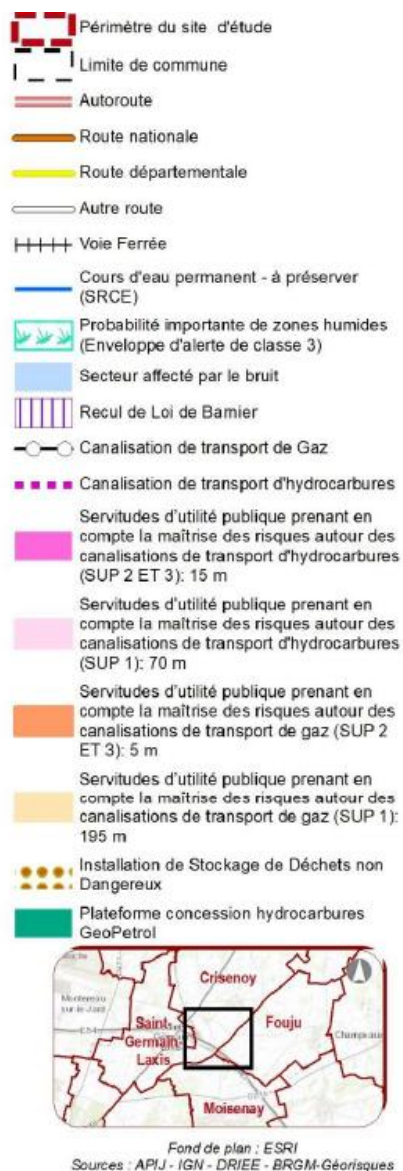 Périmètre du site d'étude
Limite de commune
Autoroute
Route nationale
Route départementale
Autre route
Voie Ferrée
Cours d'eau permanent - à préserver
(SRCE)
Probabilité importante de zones humides
(Enveloppe d'alerte de classe 3)
Secteur affecté par le bruit
Recul de Loi de Barnier
Canalisation de transport de Gaz
Canalisation de transport d'hydrocarbures
Servitudes d'utilité publique prenant en
compte la maîtrise des risques autour des
canalisations de transport d'hydrocarbures
(SUP 2 ET 3): 15 m
Servitudes d'utilité publique prenant en
compte la maîtrise des risques autour des
canalisations de transport d'hydrocarbures
(SUP 1): 70 m
Servitudes d'utilité publique prenant en
compte la maîtrise des risques autour des
canalisations de transport de gaz (SUP 2
ET 3): 5 m
Servitudes d'utilité publique prenant en
compte la maîtrise des risques autour des
canalisations de transport de gaz (SUP 1):
195 m
Installation de Stockage de Déchets non
Dangereux
Plateforme concession hydrocarbures
GeoPetrol
Crisenoy
Montereau
sur-le-Jard
Saint-
Germain-
Laxis
Fouju
Champeaux
E 54
Moisenay
Fond de plan : ESRI
Sources : APIJ - IGN - DRIEE - BRGM-Géorisques